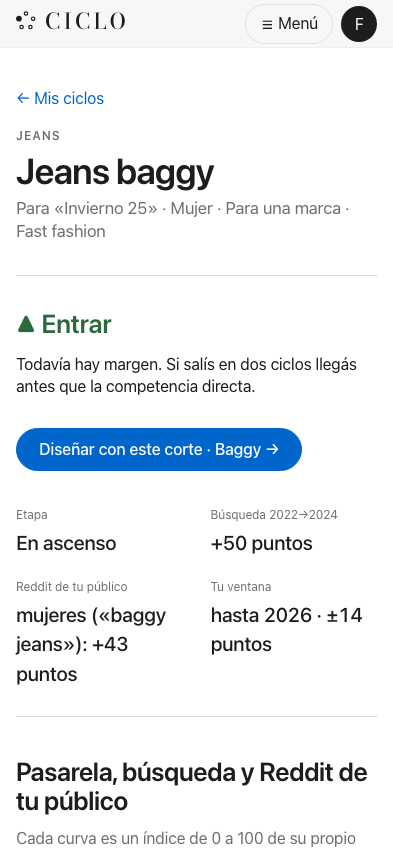 CICLO
≡ Menú
F
← Mis ciclos
JEANS
Jeans baggy
Para «Invierno 25» · Mujer · Para una marca ·
Fast fashion
▲ Entrar
Todavía hay margen. Si salís en dos ciclos llegás
antes que la competencia directa.
Diseñar con este corte · Baggy →
Etapa
En ascenso
Búsqueda 2022→2024
+50 puntos
Reddit de tu público
mujeres («baggy
jeans»): +43
puntos
Tu ventana
hasta 2026 · ±14
puntos
Pasarela, búsqueda y Reddit de
tu público
Cada curva es un índice de 0 a 100 de su propio